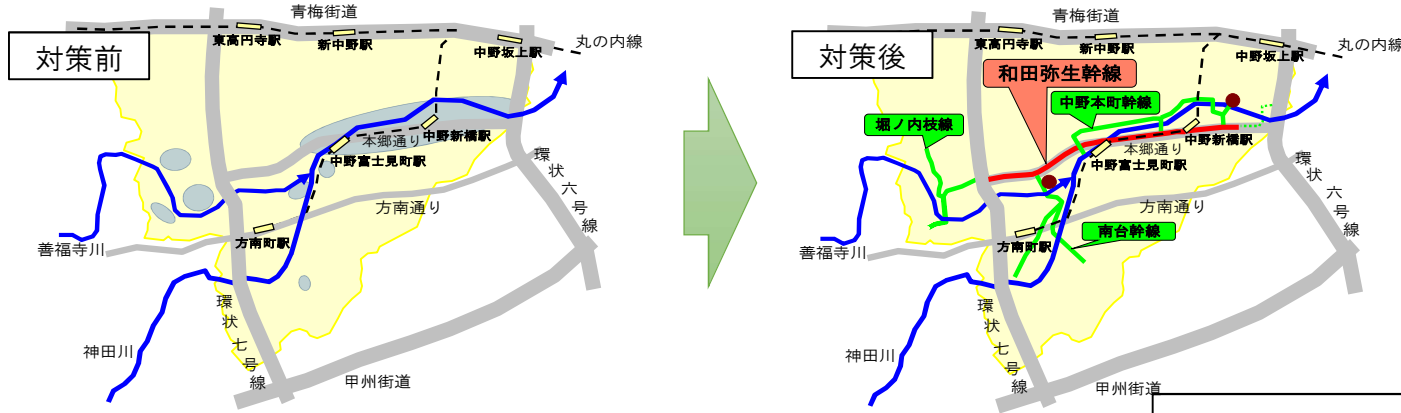 青梅街道
対策前
東高円寺駅
新中野駅
中野坂上駅
丸の内線
本郷通り
中野新橋駅
中野富士見町駅
環状六号線
方南通り
方南町駅
善福寺川
環状七号線
神田川
甲州街道
青梅街道
対策後
東高円寺駅
新中野駅
中野坂上駅
丸の内線
和田弥生幹線
中野本町幹線
堀ノ内枝線
本郷通り
中野新橋駅
中野富士見町駅
環状六号線
方南通り
方南町駅
南台幹線
善福寺川
環状七号線
神田川
甲州街道